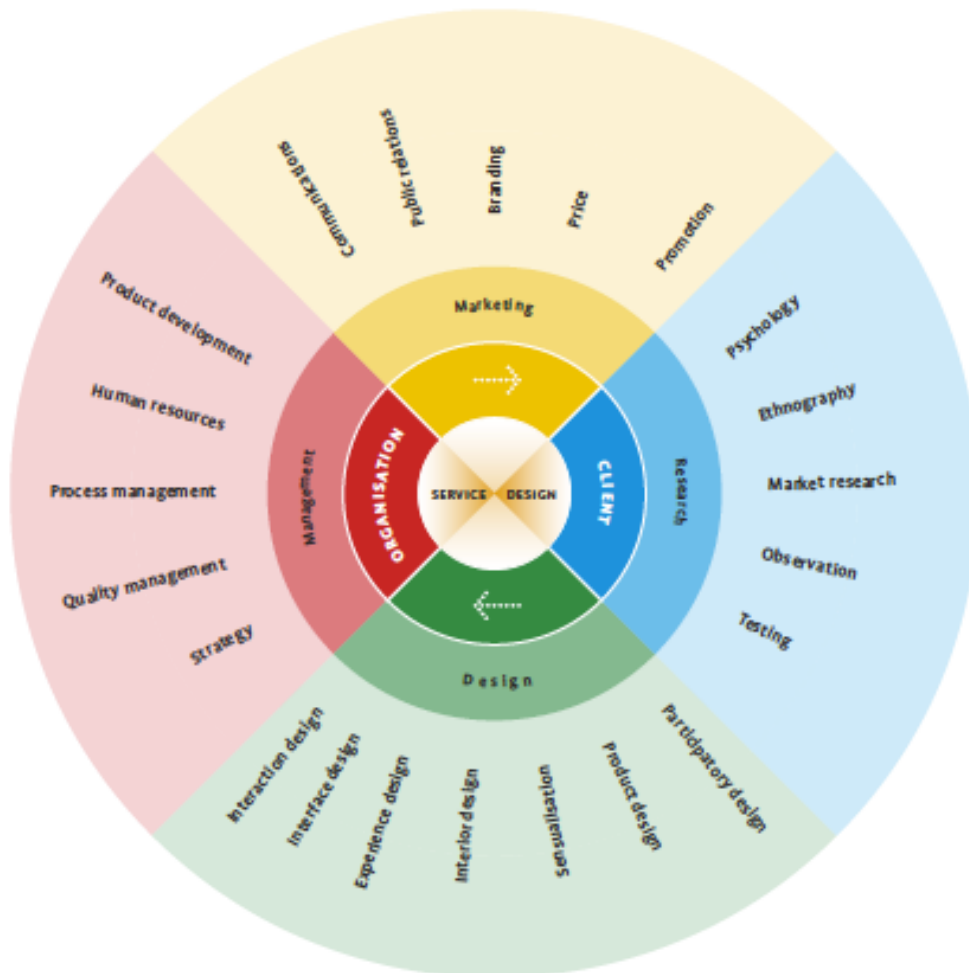 Communications
Public relations
Branding
Price
Promotion
Marketing
Product development
Human resources
Process management
Quality management
Strategy
Management
ORGANISATION
SERVICE DESIGN
CLIENT
Research
Psychology
Ethnography
Market research
Observation
Testing
Design
Interaction design
Interface design
Experience design
Interior design
Sensualisation
Product design
Participatory design